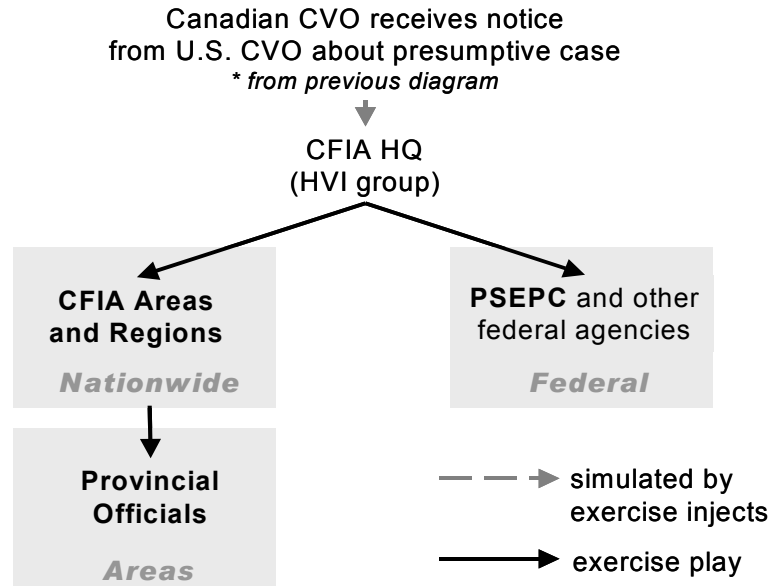 Canadian CVO receives notice
from U.S. CVO about presumptive case
* from previous diagram
CFIA HQ
(HVI group)
CFIA Areas
and Regions
Nationwide
PSEPC and other
federal agencies
Federal
Provincial
Officials
Areas
simulated by
exercise injects
exercise play